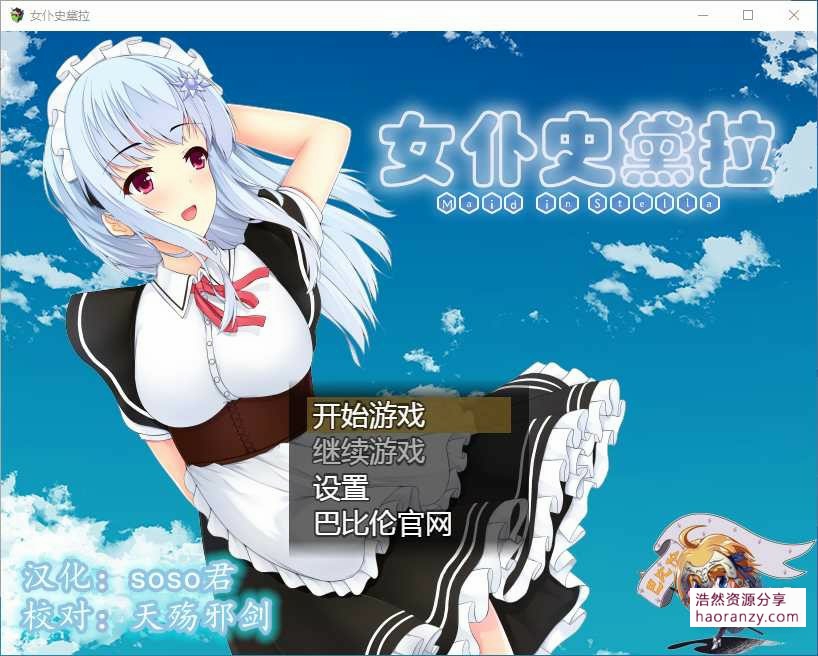 女仆史黛拉
女仆史黛拉
Maid in Stella
开始游戏
继续游戏
设置
巴比伦官网
汉化：soso君
校对：天殇邪剑
浩然资源分享
haoranzy.com